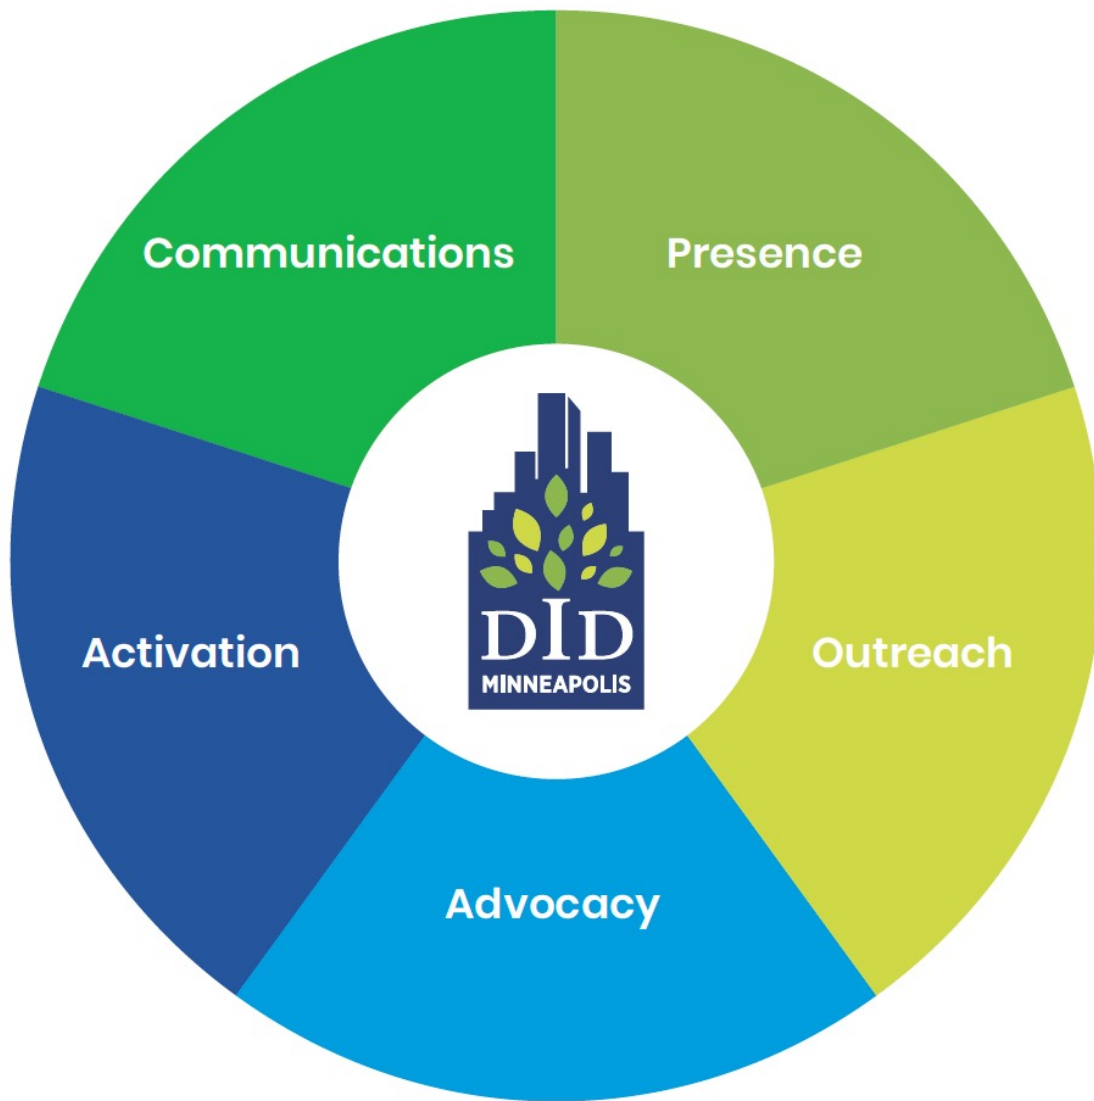 Communications
Presence
DID
MINNEAPOLIS
Activation
Outreach
Advocacy